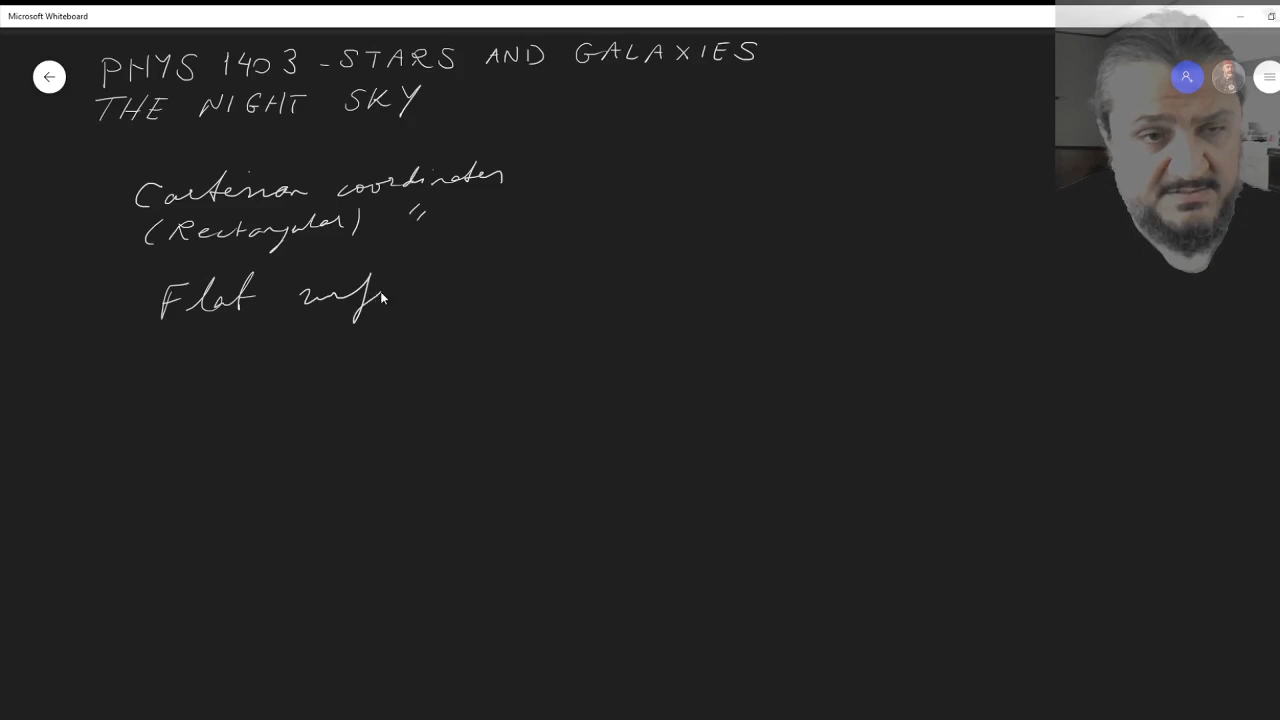 Microsoft Whiteboard
PHYS 1403 - STARS AND GALAXIES
THE NIGHT SKY
Cartesian coordinates
(Rectangular) "
Flat surf